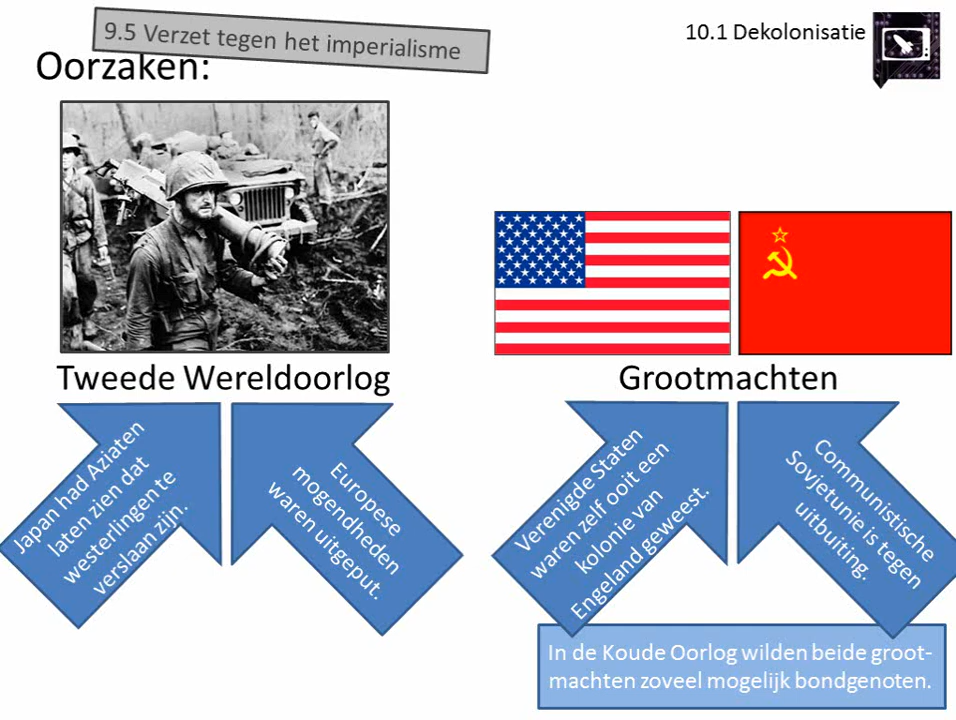 9.5 Verzet tegen het imperialisme
10.1 Dekolonisatie
Oorzaken:
Tweede Wereldoorlog
Grootmachten
Japan had Aziaten
laten zien dat
westerlingen te
verslaan zijn.
Europese
mogendheden
waren uitgeput.
Verenigde Staten
waren zelf ooit een
kolonie van
Engeland geweest.
Communistische
Sovjetunie is tegen
uitbuiting.
In de Koude Oorlog wilden beide groot-
machten zoveel mogelijk bondgenoten.